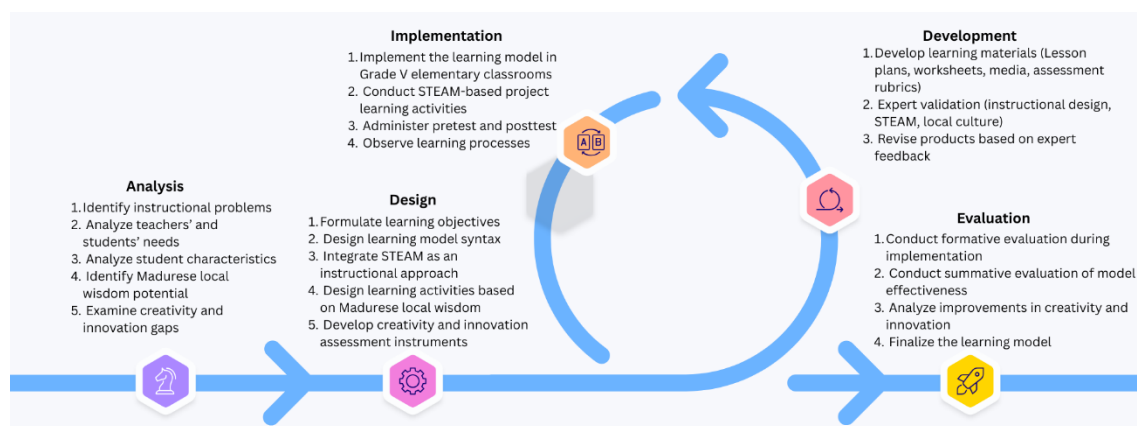 Implementation
1. Implement the learning model in
Grade V elementary classrooms
2. Conduct STEAM-based project
learning activities
3. Administer pretest and posttest
4. Observe learning processes
Development
1. Develop learning materials (Lesson
plans, worksheets, media, assessment
rubrics)
2. Expert validation (instructional design,
STEAM, local culture)
3. Revise products based on expert
feedback
Analysis
1. Identify instructional problems
2. Analyze teachers’ and
students’ needs
3. Analyze student characteristics
4. Identify Madurese local
wisdom potential
5. Examine creativity and
innovation gaps
Design
1. Formulate learning objectives
2. Design learning model syntax
3. Integrate STEAM as an
instructional approach
4. Design learning activities based
on Madurese local wisdom
5. Develop creativity and innovation
assessment instruments
Evaluation
1. Conduct formative evaluation during
implementation
2. Conduct summative evaluation of model
effectiveness
3. Analyze improvements in creativity and
innovation
4. Finalize the learning model
A B